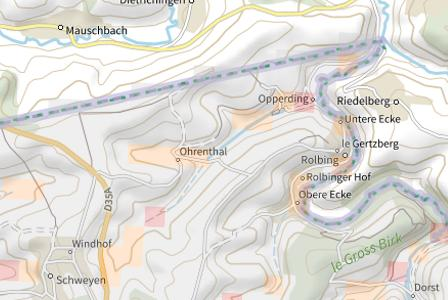 Dietrichingen
Mauschbach
Opperding
Riedelberg
Untere Ecke
le Gertzberg
Ohrenthal
Rolbing
Rolbinger Hof
Obere Ecke
D35A
le Gross Birk
Windhof
Schweyen
Dorst